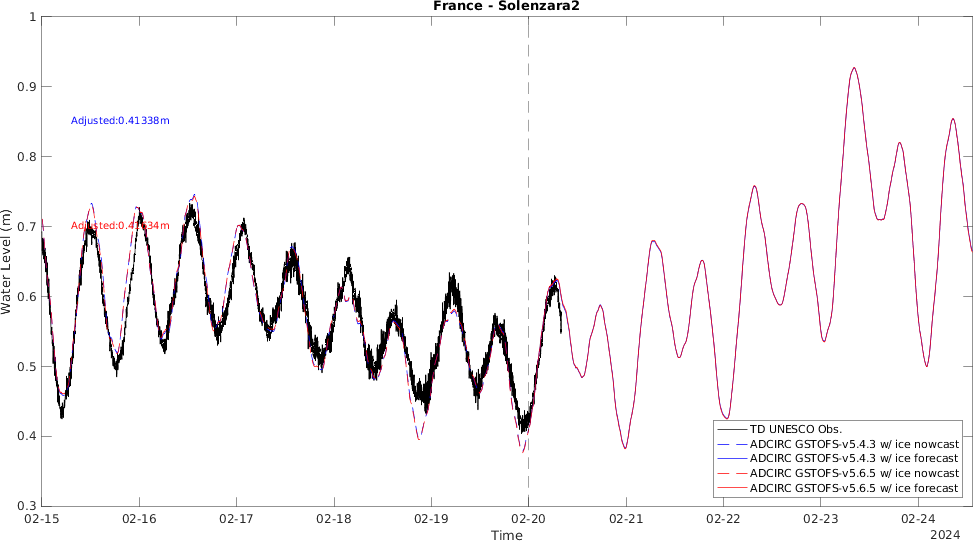 France - Solenzara2
Water Level (m)
1
0.9
0.8
0.7
0.6
0.5
0.4
0.3
Adjusted:0.41338m
TD UNESCO Obs.
ADCIRC GSTOFS-v5.4.3 w/ ice nowcast
ADCIRC GSTOFS-v5.4.3 w/ ice forecast
ADCIRC GSTOFS-v5.6.5 w/ ice nowcast
ADCIRC GSTOFS-v5.6.5 w/ ice forecast
02-15 02-16 02-17 02-18 02-19 02-20 02-21 02-22 02-23 02-24
Time
2024